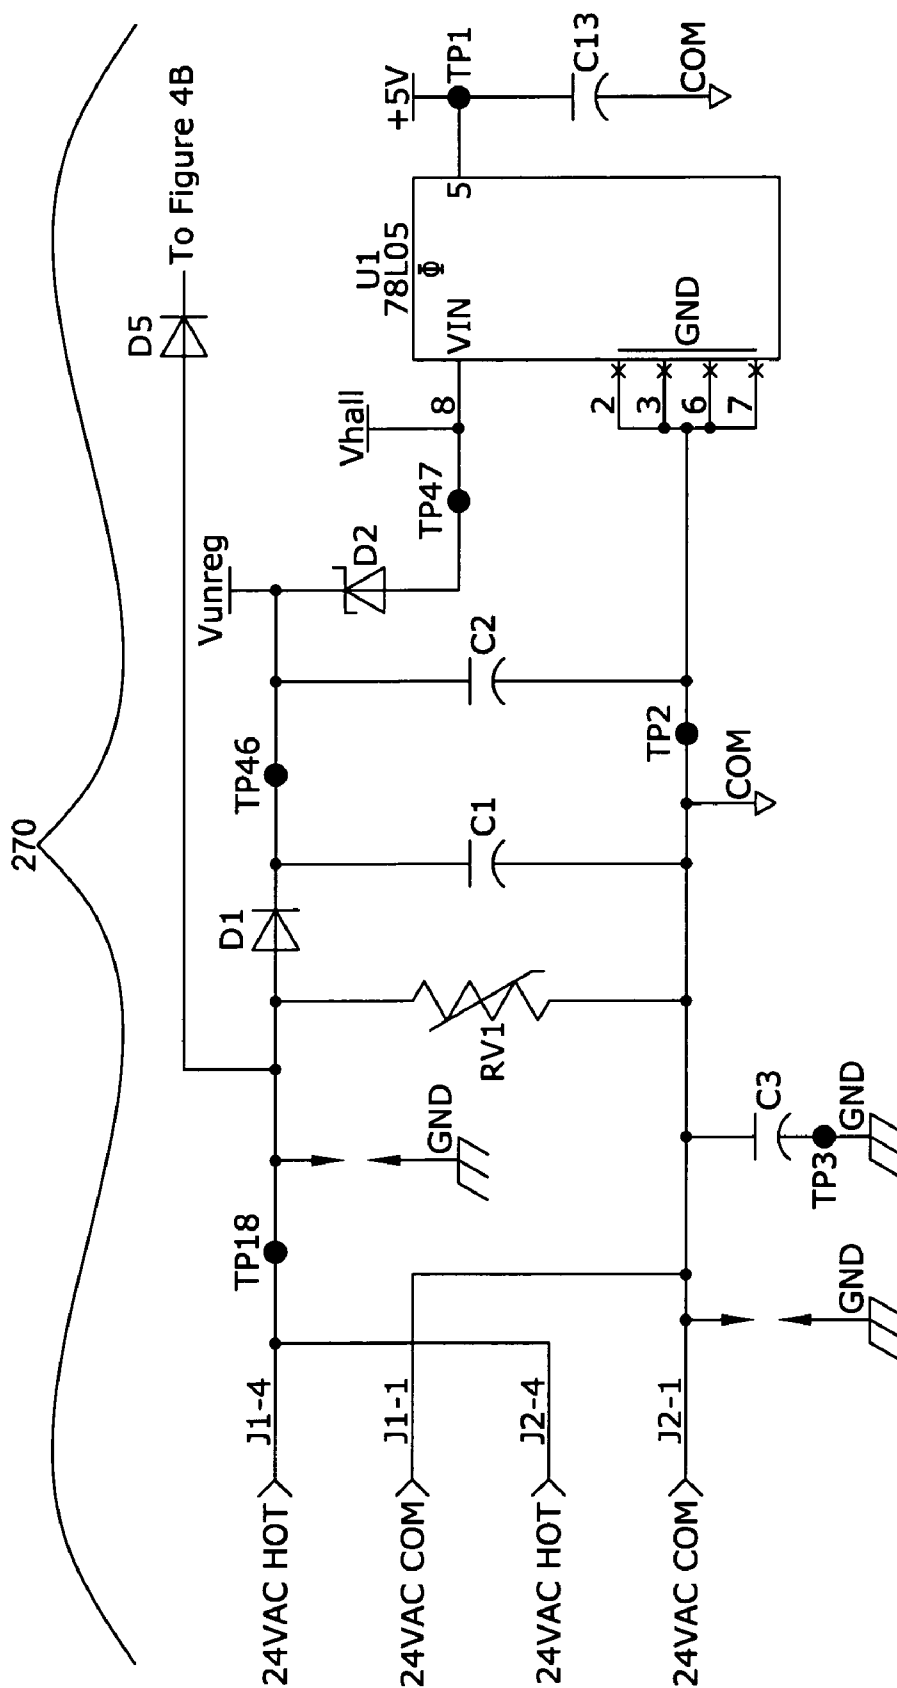 270
To Figure 4B
D5
Vunreg
Vhall
+5V
TP1
C13
COM
U1
78L05
Φ
VIN
5
8
GND
2
3
6
7
TP47
D2
C2
TP46
TP2
COM
C1
D1
RV1
GND
TP18
C3
TP3
GND
GND
24VAC HOT
J1-4
24VAC COM
J1-1
24VAC HOT
J2-4
24VAC COM
J2-1